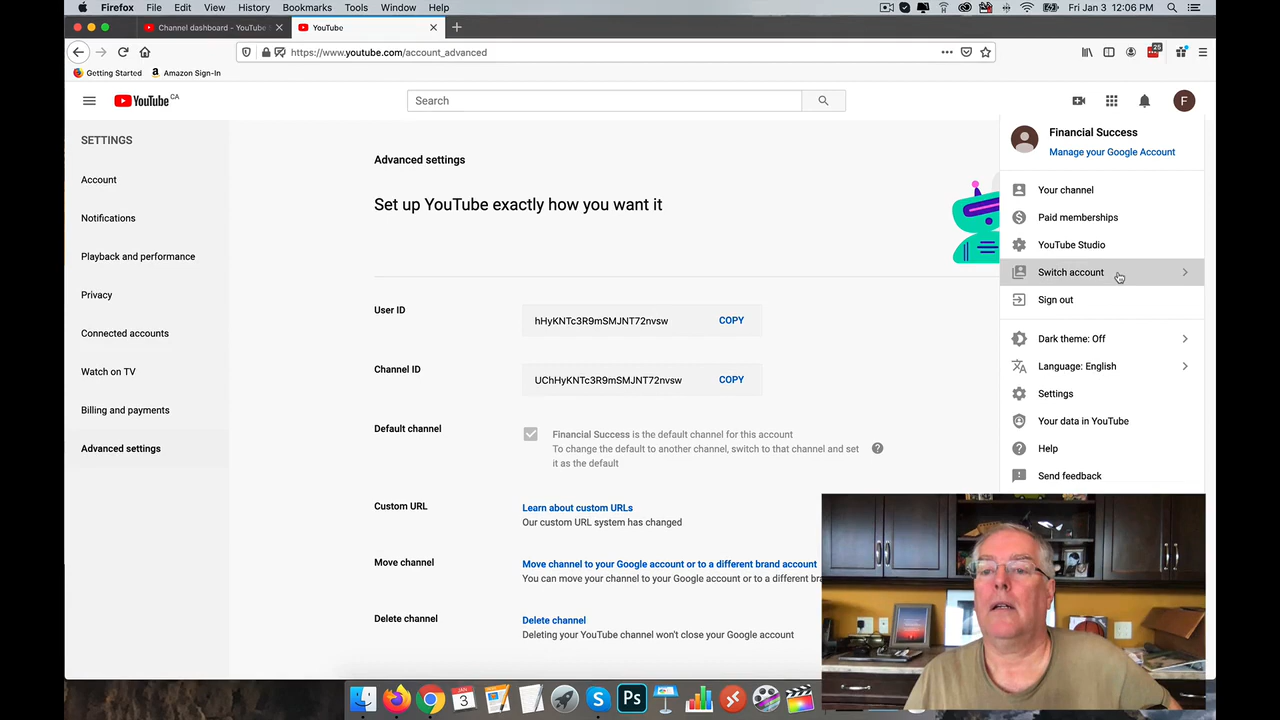 Firefox File Edit View History Bookmarks Tools Window Help
Fri Jan 3 12:06 PM
Channel dashboard - YouTube
YouTube
https://www.youtube.com/account_advanced
25
Getting Started
Amazon Sign-In
YouTube CA
Search
F
SETTINGS
Account
Notifications
Playback and performance
Privacy
Connected accounts
Watch on TV
Billing and payments
Advanced settings
Advanced settings
Set up YouTube exactly how you want it
User ID
hHyKNTc3R9mSMJNT72nvsw COPY
Channel ID
UChHyKNTc3R9mSMJNT72nvsw COPY
Default channel
Financial Success is the default channel for this account
To change the default to another channel, switch to that channel and set
it as the default
Custom URL
Learn about custom URLs
Our custom URL system has changed
Move channel
Move channel to your Google account or to a different brand account
You can move your channel to your Google account or to a different
Delete channel
Delete channel
Deleting your YouTube channel won't close your Google account
Financial Success
Manage your Google Account
Your channel
Paid memberships
YouTube Studio
Switch account
Sign out
Dark theme: Off
Language: English
Settings
Your data in YouTube
Help
Send feedback
JAN
3
Ps